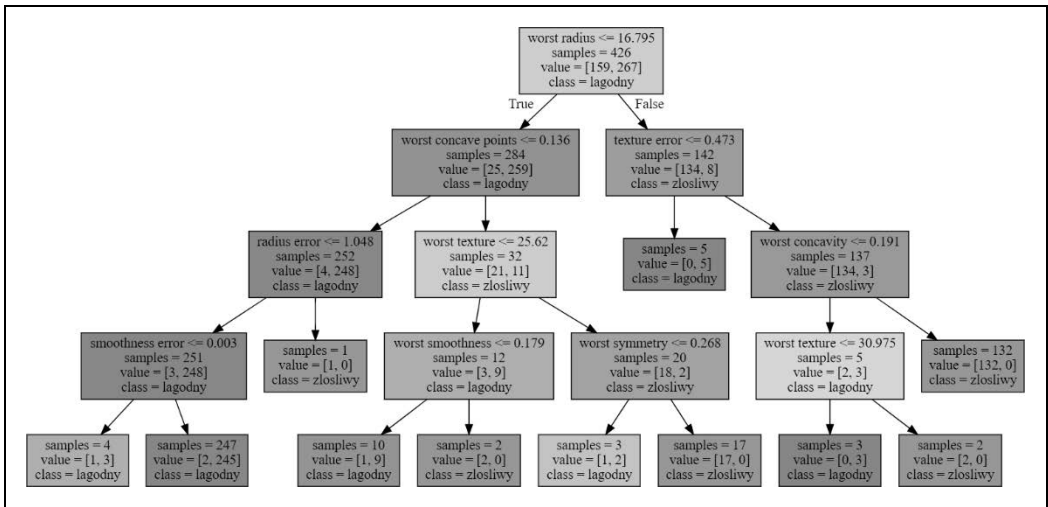 worst radius <= 16.795
samples = 426
value = [159, 267]
class = lagodny
True
False
worst concave points <= 0.136
samples = 284
value = [25, 259]
class = lagodny
texture error <= 0.473
samples = 142
value = [134, 8]
class = zlosliwy
radius error <= 1.048
samples = 252
value = [4, 248]
class = lagodny
worst texture <= 25.62
samples = 32
value = [21, 11]
class = zlosliwy
samples = 5
value = [0, 5]
class = lagodny
worst concavity <= 0.191
samples = 137
value = [134, 3]
class = zlosliwy
smoothness error <= 0.003
samples = 251
value = [3, 248]
class = lagodny
samples = 1
value = [1, 0]
class = zlosliwy
worst smoothness <= 0.179
samples = 12
value = [3, 9]
class = lagodny
worst symmetry <= 0.268
samples = 20
value = [18, 2]
class = zlosliwy
worst texture <= 30.975
samples = 5
value = [2, 3]
class = lagodny
samples = 132
value = [132, 0]
class = zlosliwy
samples = 4
value = [1, 3]
class = lagodny
samples = 247
value = [2, 245]
class = lagodny
samples = 10
value = [1, 9]
class = lagodny
samples = 2
value = [2, 0]
class = zlosliwy
samples = 3
value = [1, 2]
class = lagodny
samples = 17
value = [17, 0]
class = zlosliwy
samples = 3
value = [0, 3]
class = lagodny
samples = 2
value = [2, 0]
class = zlosliwy